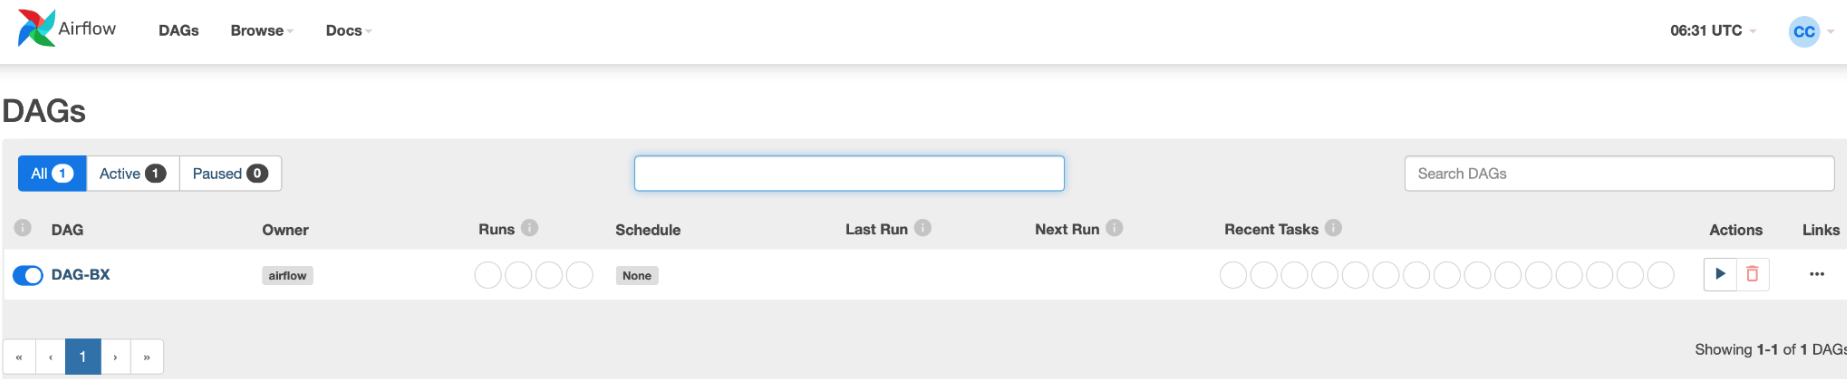 Airflow DAGs Browse Docs 06:31 UTC CC
DAGs
All 1 Active 1 Paused 0 Search DAGs
DAG Owner Runs Schedule Last Run Next Run Recent Tasks Actions Links
DAG-BX airflow None ...
« ‹ 1 › » Showing 1-1 of 1 DAGs